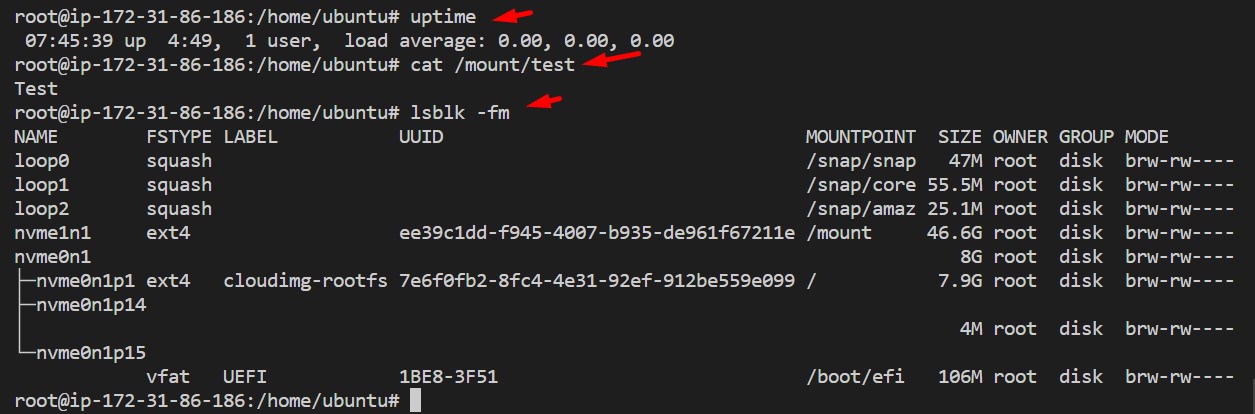 root@ip-172-31-86-186:/home/ubuntu# uptime
 07:45:39 up  4:49,  1 user,  load average: 0.00, 0.00, 0.00
root@ip-172-31-86-186:/home/ubuntu# cat /mount/test
Test
root@ip-172-31-86-186:/home/ubuntu# lsblk -fm
NAME        FSTYPE LABEL           UUID                                 MOUNTPOINT  SIZE OWNER GROUP MODE
loop0       squash                                                      /snap/snap   47M root  disk  brw-rw----
loop1       squash                                                      /snap/core 55.5M root  disk  brw-rw----
loop2       squash                                                      /snap/amaz 25.1M root  disk  brw-rw----
nvme1n1     ext4                   ee39c1dd-f945-4007-b935-de961f67211e /mount     46.6G root  disk  brw-rw----
nvme0n1                                                                               8G root  disk  brw-rw----
├─nvme0n1p1 ext4   cloudimg-rootfs 7e6f0fb2-8fc4-4e31-92ef-912be559e099 /           7.9G root  disk  brw-rw----
├─nvme0n1p14
│                                                                                     4M root  disk  brw-rw----
└─nvme0n1p15
            vfat   UEFI            1BE8-3F51                            /boot/efi   106M root  disk  brw-rw----
root@ip-172-31-86-186:/home/ubuntu#